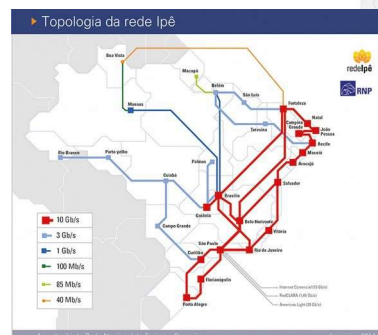 Topologia da rede Ipê
Boa Vista
Macapá
Belém
São Luís
Fortaleza
Manaus
Teresina
Campina
Grande
Natal
João
Pessoa
Recife
Maceió
Aracajú
Rio Branco
Porto velho
Palmas
Cuiabá
Salvador
Brasília
Goiânia
Belo Horizonte
Campo Grande
Vitória
São Paulo
Rio de Janeiro
Curitiba
Florianópolis
Porto Alegre
redeIpê
RNP
10 Gb/s
3 Gb/s
1 Gb/s
100 Mb/s
85 Mb/s
40 Mb/s